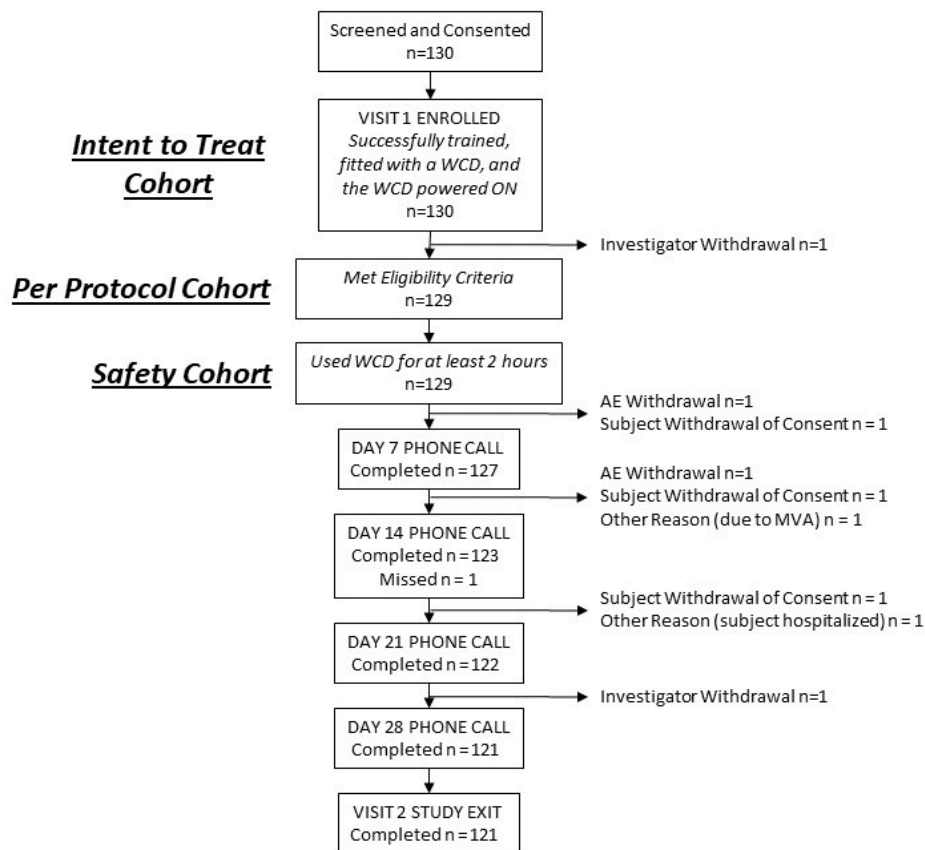 Screened and Consented
n=130
Intent to Treat
Cohort
VISIT 1 ENROLLED
Successfully trained,
fitted with a WCD, and
the WCD powered ON
n=130
Investigator Withdrawal n=1
Per Protocol Cohort
Met Eligibility Criteria
n=129
Safety Cohort
Used WCD for at least 2 hours
n=129
AE Withdrawal n=1
Subject Withdrawal of Consent n = 1
DAY 7 PHONE CALL
Completed n = 127
AE Withdrawal n=1
Subject Withdrawal of Consent n = 1
Other Reason (due to MVA) n = 1
DAY 14 PHONE CALL
Completed n = 123
Missed n = 1
Subject Withdrawal of Consent n = 1
Other Reason (subject hospitalized) n = 1
DAY 21 PHONE CALL
Completed n = 122
Investigator Withdrawal n=1
DAY 28 PHONE CALL
Completed n = 121
VISIT 2 STUDY EXIT
Completed n = 121